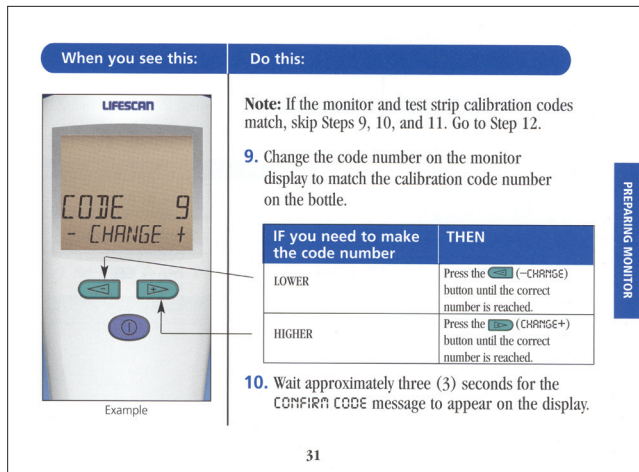 When you see this:
Do this:
LIFESCAN
CODE 9
- CHANGE +
Example
Note: If the monitor and test strip calibration codes
match, skip Steps 9, 10, and 11. Go to Step 12.
9. Change the code number on the monitor
display to match the calibration code number
on the bottle.
IF you need to make
the code number
THEN
LOWER
Press the (–CHANGE)
button until the correct
number is reached.
HIGHER
Press the (CHANGE+)
button until the correct
number is reached.
10. Wait approximately three (3) seconds for the
CONFIRM CODE message to appear on the display.
PREPARING MONITOR
31